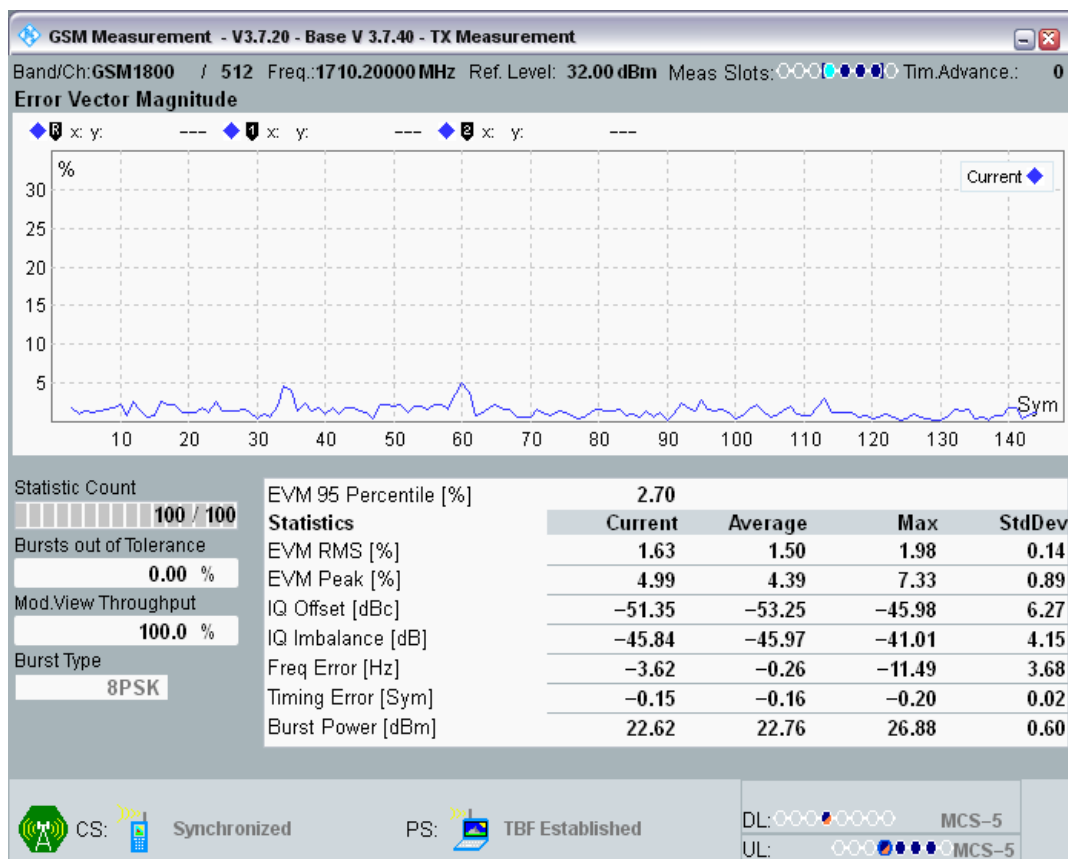 GSM Measurement - V3.7.20 - Base V 3.7.40 - TX Measurement
Band/Ch:GSM1800 / 512 Freq.:1710.20000 MHz Ref. Level: 32.00 dBm Meas Slots: Tim.Advance.: 0
Error Vector Magnitude
R x: y: --- 1 x: y: --- 2 x: y: ---
%
Current
30
25
20
15
10
5
Sym
10 20 30 40 50 60 70 80 90 100 110 120 130 140
Statistic Count
100 / 100
Bursts out of Tolerance
0.00 %
Mod.View Throughput
100.0 %
Burst Type
8PSK
EVM 95 Percentile [%] 2.70
Statistics Current Average Max StdDev
EVM RMS [%] 1.63 1.50 1.98 0.14
EVM Peak [%] 4.99 4.39 7.33 0.89
IQ Offset [dBc] −51.35 −53.25 −45.98 6.27
IQ Imbalance [dB] −45.84 −45.97 −41.01 4.15
Freq Error [Hz] −3.62 −0.26 −11.49 3.68
Timing Error [Sym] −0.15 −0.16 −0.20 0.02
Burst Power [dBm] 22.62 22.76 26.88 0.60
CS: Synchronized PS: TBF Established
DL: MCS−5
UL: MCS−5